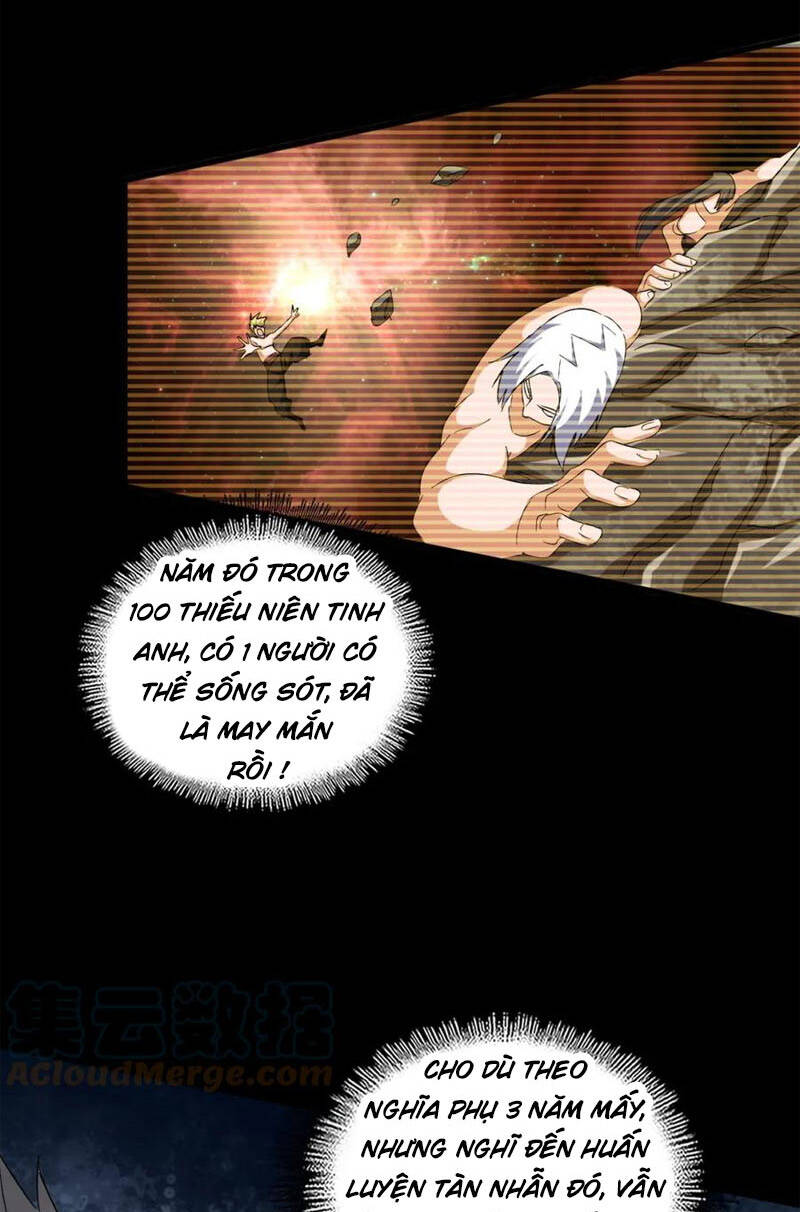 NĂM ĐÓ TRONG
100 THIẾU NIÊN TINH
ANH, CÓ 1 NGƯỜI CÓ
THỂ SỐNG SÓT, ĐÃ
LÀ MAY MẮN
RỒI !
集云数据
ACloudMerge.com
CHO DÙ THEO
NGHĨA PHỤ 3 NĂM MẤY,
NHƯNG NGHĨ ĐẾN HUẤN
LUYỆN TÀN NHẪN ĐÓ, VẪN